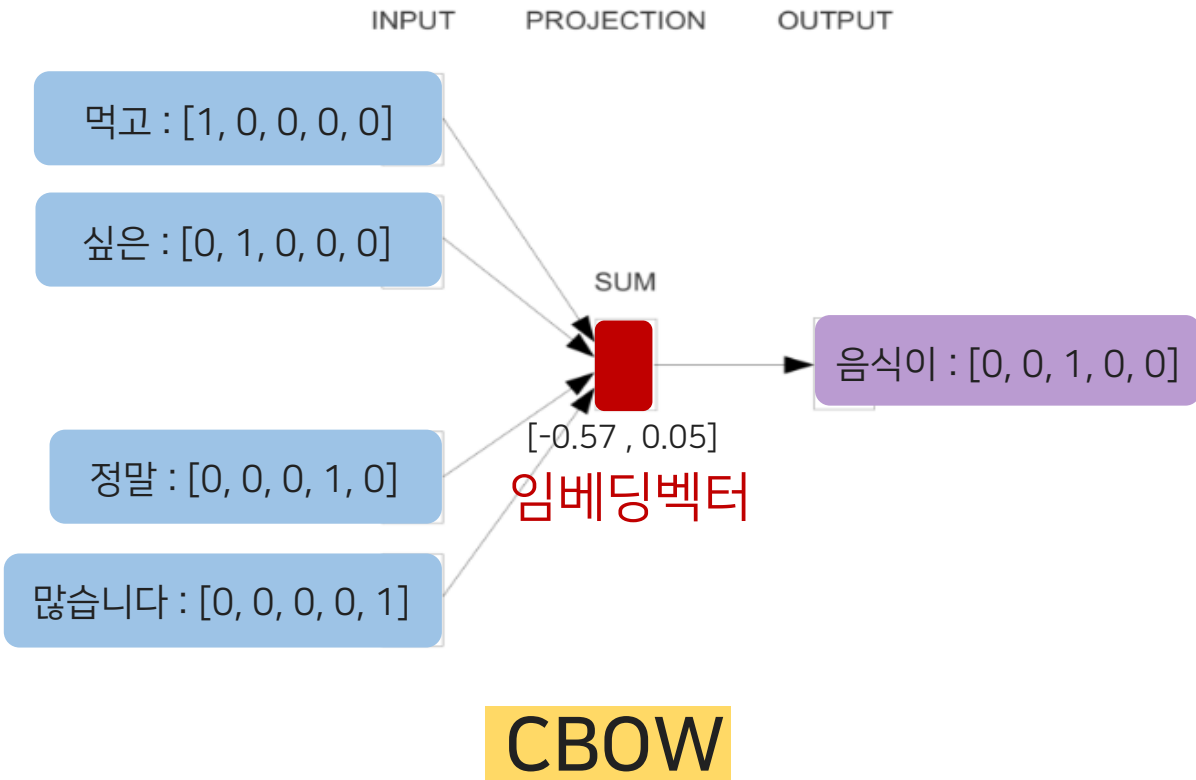 INPUT PROJECTION OUTPUT
먹고 : [1, 0, 0, 0, 0]
싶은 : [0, 1, 0, 0, 0]
SUM
음식이 : [0, 0, 1, 0, 0]
[-0.57 , 0.05]
정말 : [0, 0, 0, 1, 0]
임베딩벡터
많습니다 : [0, 0, 0, 0, 1]
CBOW